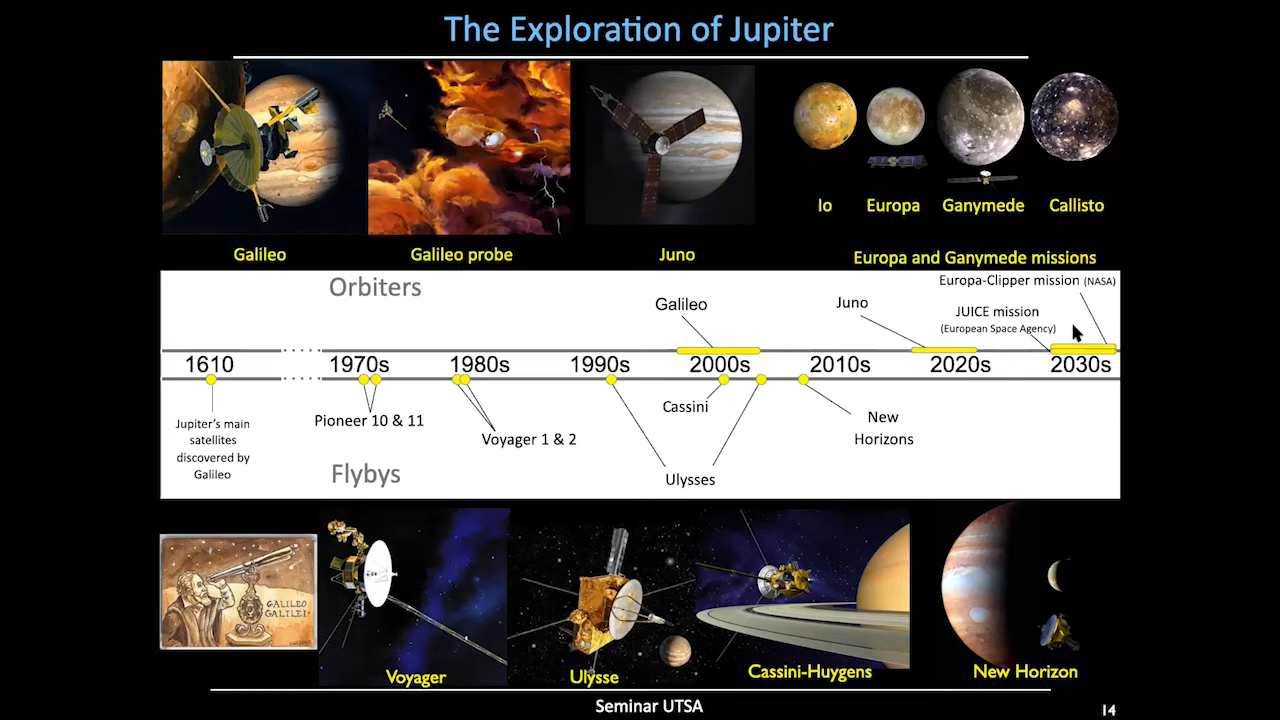 The Exploration of Jupiter
Io Europa Ganymede Callisto
Galileo Galileo probe Juno Europa and Ganymede missions
Orbiters
Europa-Clipper mission (NASA)
Galileo
Juno
JUICE mission
(European Space Agency)
1610 1970s 1980s 1990s 2000s 2010s 2020s 2030s
Jupiter's main
satellites
discovered by
Galileo
Pioneer 10 & 11
Voyager 1 & 2
Cassini
Ulysses
New
Horizons
Flybys
GALILEO
GALILEI
Voyager Ulysse Cassini-Huygens New Horizon
Seminar UTSA
14